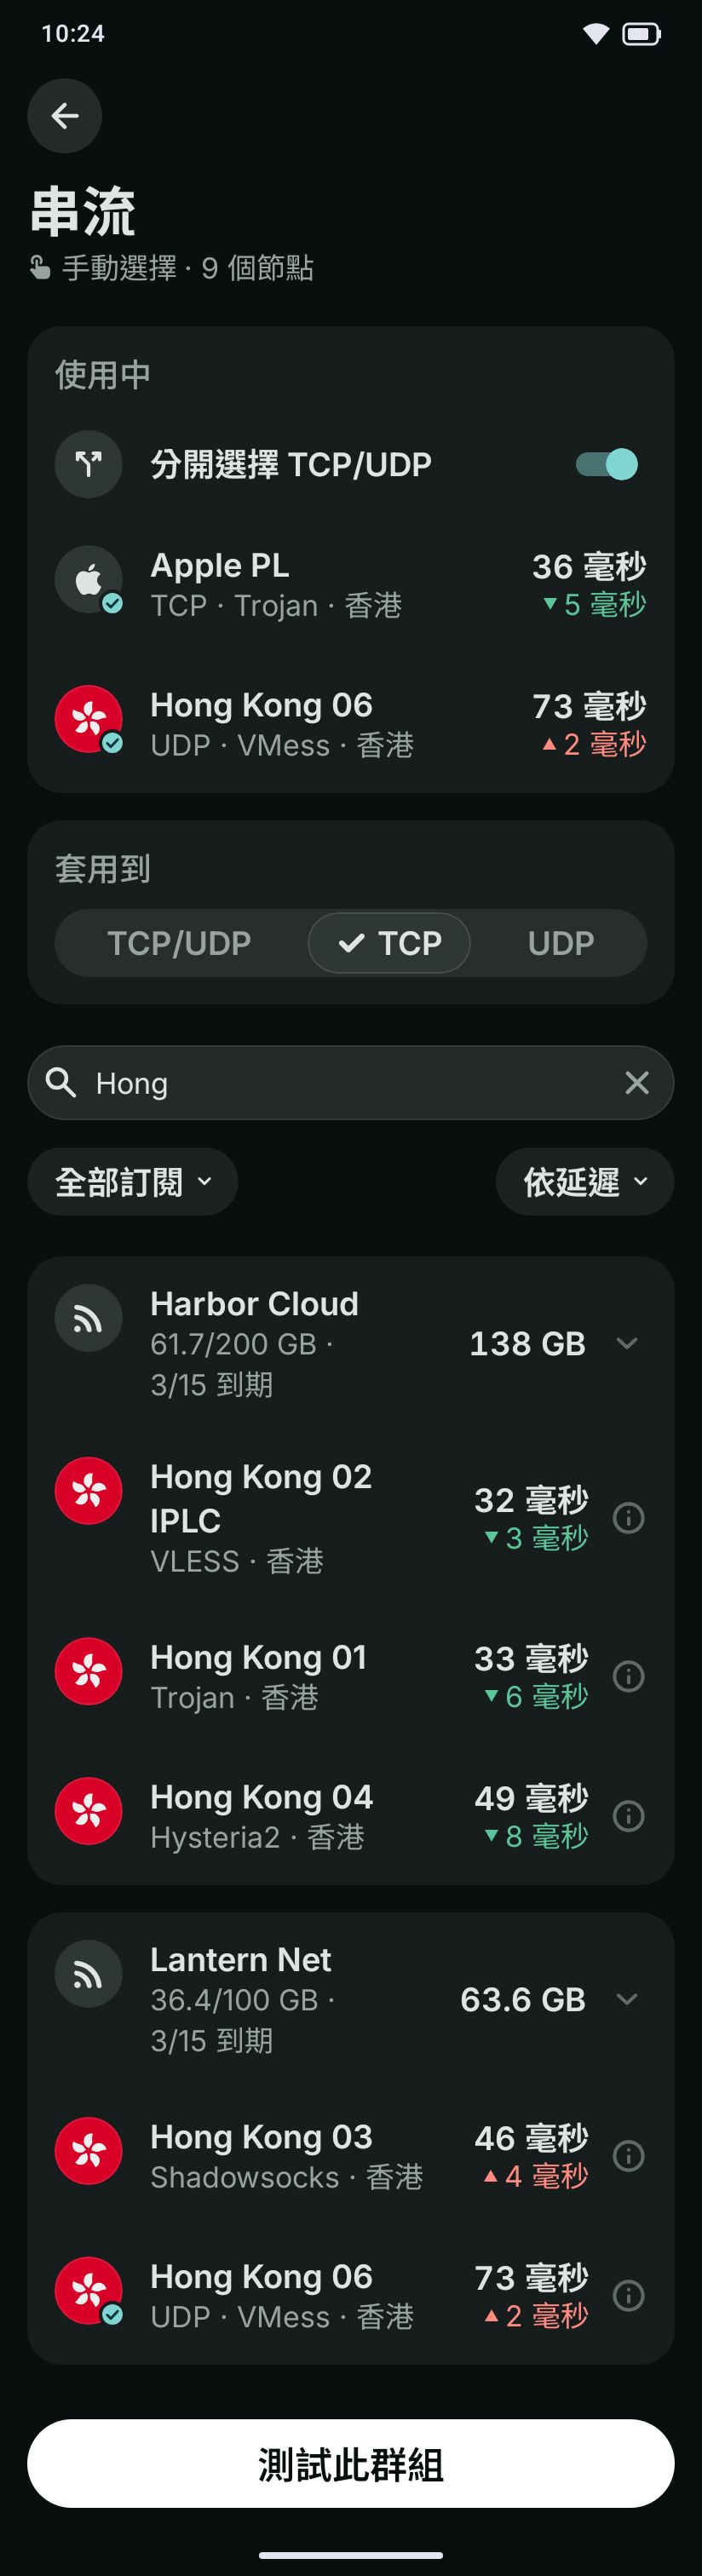 10:24
串流
手動選擇 · 9 個節點
使用中
分開選擇 TCP/UDP
Apple PL
TCP · Trojan · 香港
36 毫秒
▼5 毫秒
Hong Kong 06
UDP · VMess · 香港
73 毫秒
▲2 毫秒
套用到
TCP/UDP
TCP
UDP
Hong
全部訂閱
依延遲
Harbor Cloud
61.7/200 GB ·
3/15 到期
138 GB
Hong Kong 02
IPLC
VLESS · 香港
32 毫秒
▼3 毫秒
Hong Kong 01
Trojan · 香港
33 毫秒
▼6 毫秒
Hong Kong 04
Hysteria2 · 香港
49 毫秒
▼8 毫秒
Lantern Net
36.4/100 GB ·
3/15 到期
63.6 GB
Hong Kong 03
Shadowsocks · 香港
46 毫秒
▲4 毫秒
Hong Kong 06
UDP · VMess · 香港
73 毫秒
▲2 毫秒
測試此群組